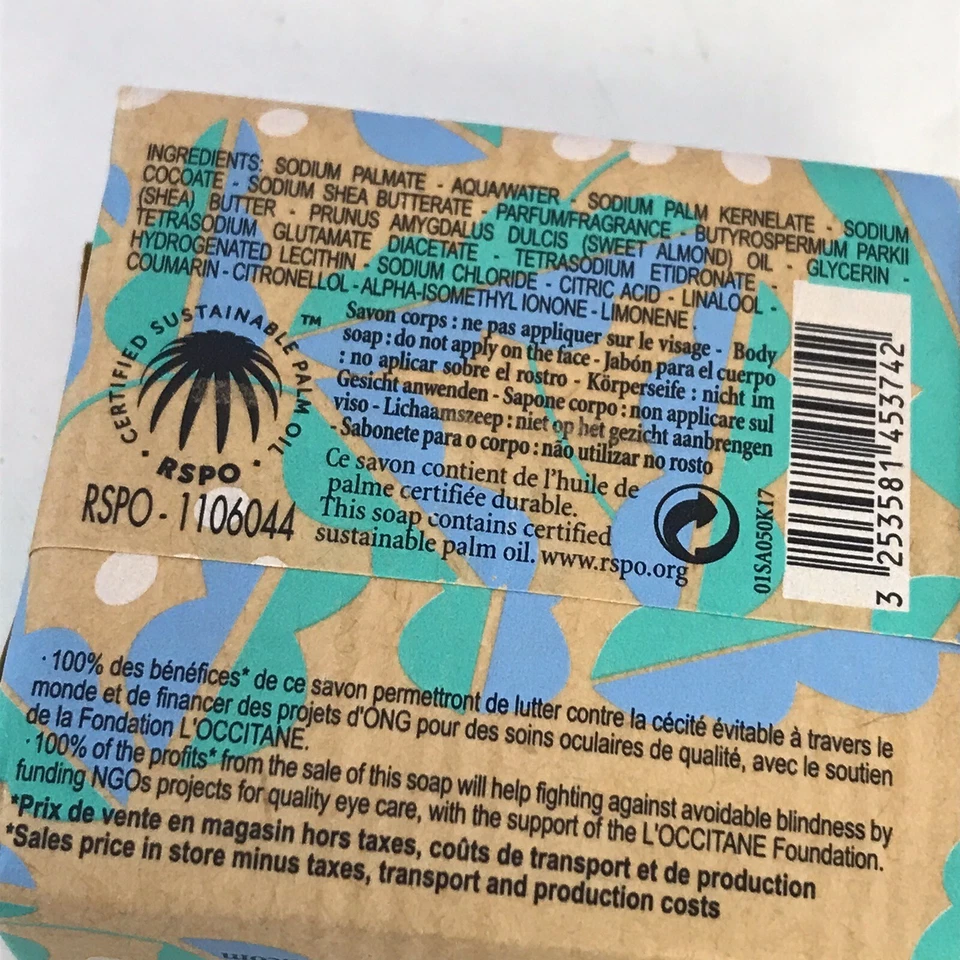 INGREDIENTS: SODIUM PALMATE - AQUA/WATER - SODIUM PALM KERNELATE - SODIUM
COCOATE - SODIUM SHEA BUTTERATE - PARFUM/FRAGRANCE - BUTYROSPERMUM PARKII
(SHEA) BUTTER - PRUNUS AMYGDALUS DULCIS (SWEET ALMOND) OIL - GLYCERIN -
TETRASODIUM GLUTAMATE DIACETATE - TETRASODIUM ETIDRONATE -
HYDROGENATED LECITHIN - SODIUM CHLORIDE - CITRIC ACID - LINALOOL -
COUMARIN - CITRONELLOL - ALPHA-ISOMETHYL IONONE - LIMONENE.
CERTIFIED SUSTAINABLE PALM OIL ™
· RSPO ·
RSPO - 1106044
Savon corps : ne pas appliquer sur le visage - Body
soap : do not apply on the face - Jabón para el cuerpo
: no aplicar sobre el rostro - Körperseife : nicht im
Gesicht anwenden - Sapone corpo : non applicare sul
viso - Lichaamszeep : niet op het gezicht aanbrengen
- Sabonete para o corpo : não utilizar no rosto
Ce savon contient de l'huile de
palme certifiée durable.
This soap contains certified
sustainable palm oil. www.rspo.org
01SA050K17
3 253581 453742
· 100% des bénéfices* de ce savon permettront de lutter contre la cécité évitable à travers le
monde et de financer des projets d'ONG pour des soins oculaires de qualité, avec le soutien
de la Fondation L'OCCITANE.
· 100% of the profits* from the sale of this soap will help fighting against avoidable blindness by
funding NGOs projects for quality eye care, with the support of the L'OCCITANE Foundation.
*Prix de vente en magasin hors taxes, coûts de transport et de production
*Sales price in store minus taxes, transport and production costs